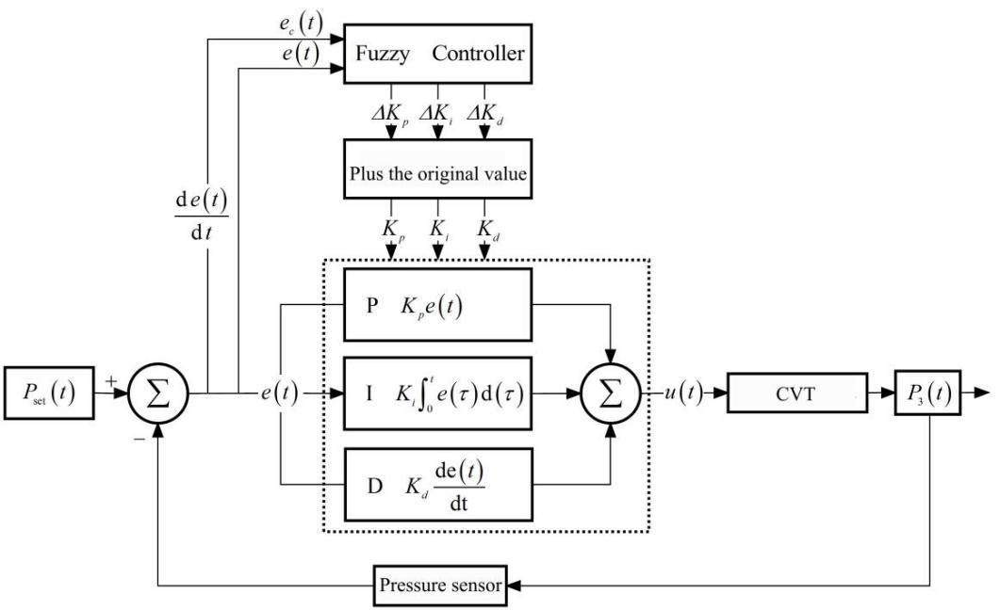 e_c(t)
e(t)
Fuzzy Controller
ΔK_p ΔK_i ΔK_d
Plus the original value
de(t)
dt
K_p K_i K_d
P K_p e(t)
P_set(t) + Σ e(t) I K_i ∫_0^t e(τ)d(τ) Σ u(t) CVT P_3(t)
−
D K_d de(t)
dt
Pressure sensor